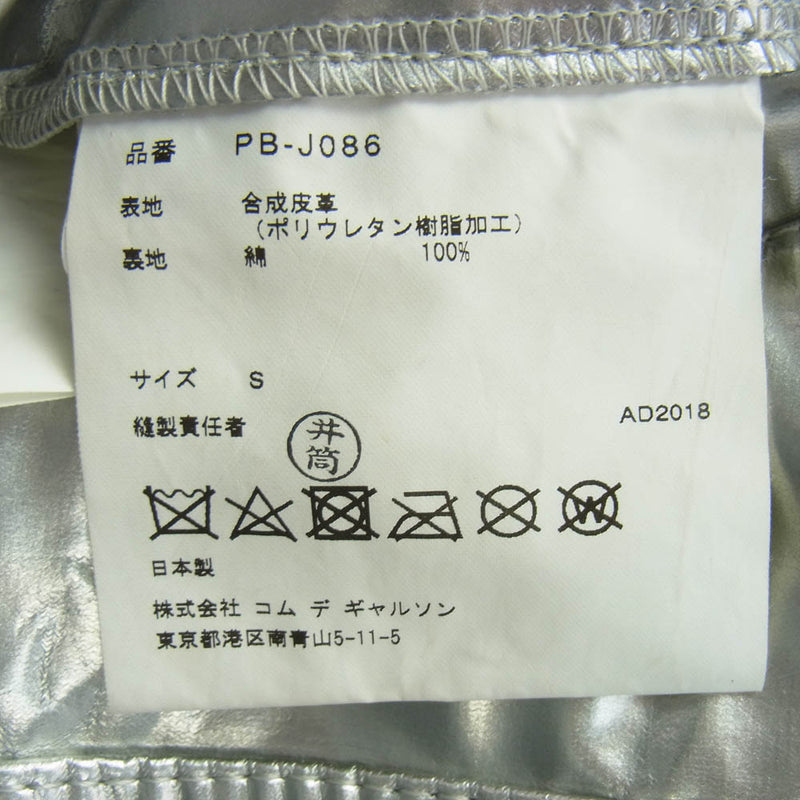 品番 PB-J086
表地 合成皮革
(ポリウレタン樹脂加工)
裏地 綿 100%
サイズ S
縫製責任者 井筒 AD2018
W
日本製
株式会社 コム デ ギャルソン
東京都港区南青山5-11-5